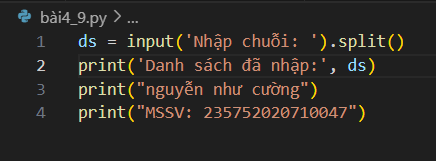 bài4_9.py > ...
1 ds = input('Nhập chuỗi: ').split()
2 print('Danh sách đã nhập:', ds)
3 print("nguyễn như cường")
4 print("MSSV: 235752020710047")